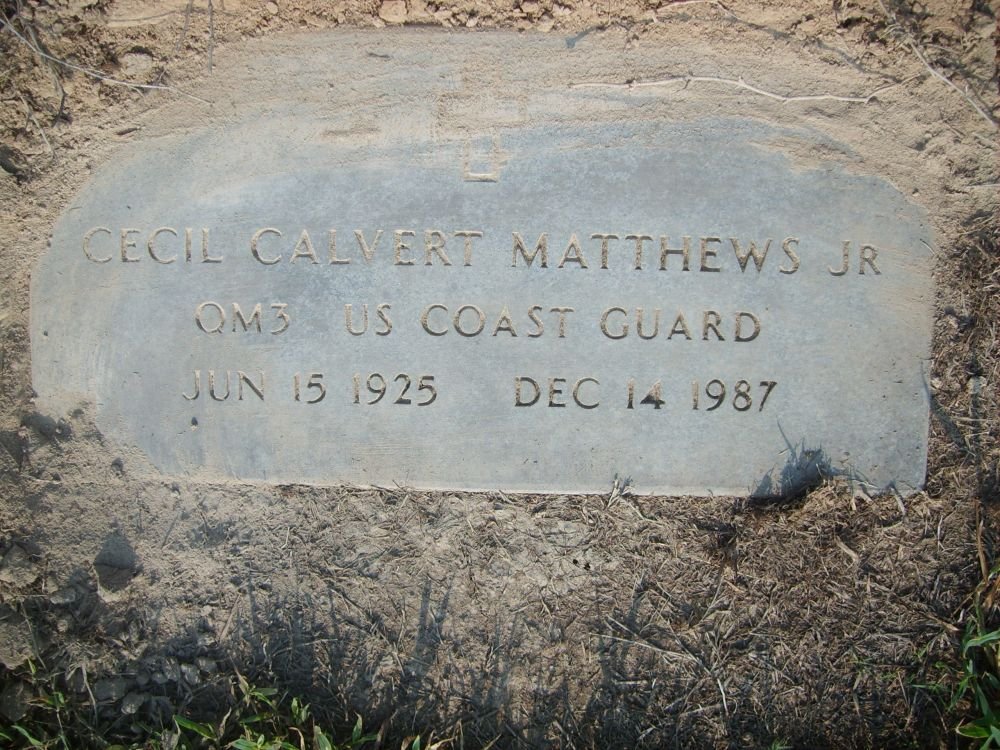 CECIL CALVERT MATTHEWS JR
QM3 US COAST GUARD
JUN 15 1925 DEC 14 1987